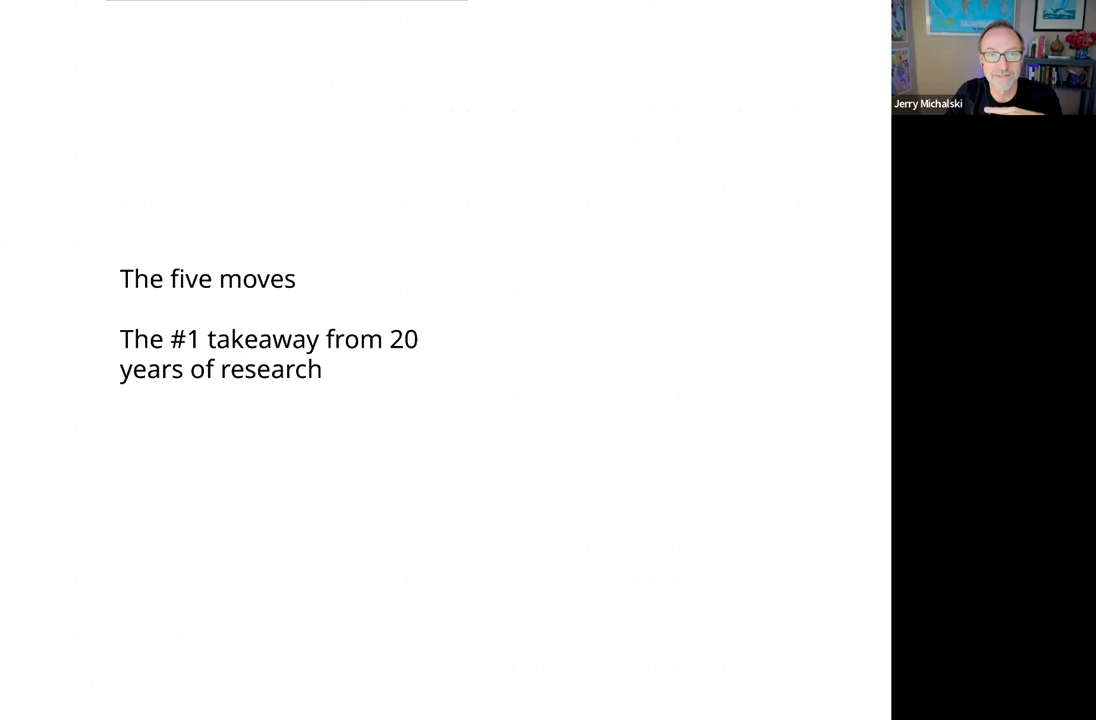 The five moves
The #1 takeaway from 20
years of research
Jerry Michalski